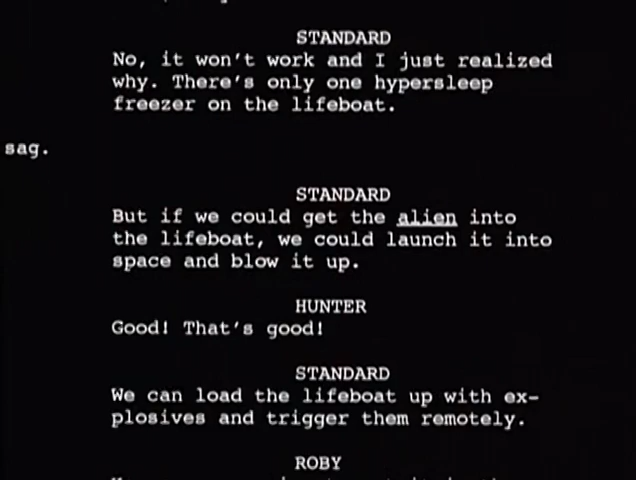 STANDARD
No, it won't work and I just realized
why. There's only one hypersleep
freezer on the lifeboat.
sag.
STANDARD
But if we could get the alien into
the lifeboat, we could launch it into
space and blow it up.
HUNTER
Good! That's good!
STANDARD
We can load the lifeboat up with ex-
plosives and trigger them remotely.
ROBY